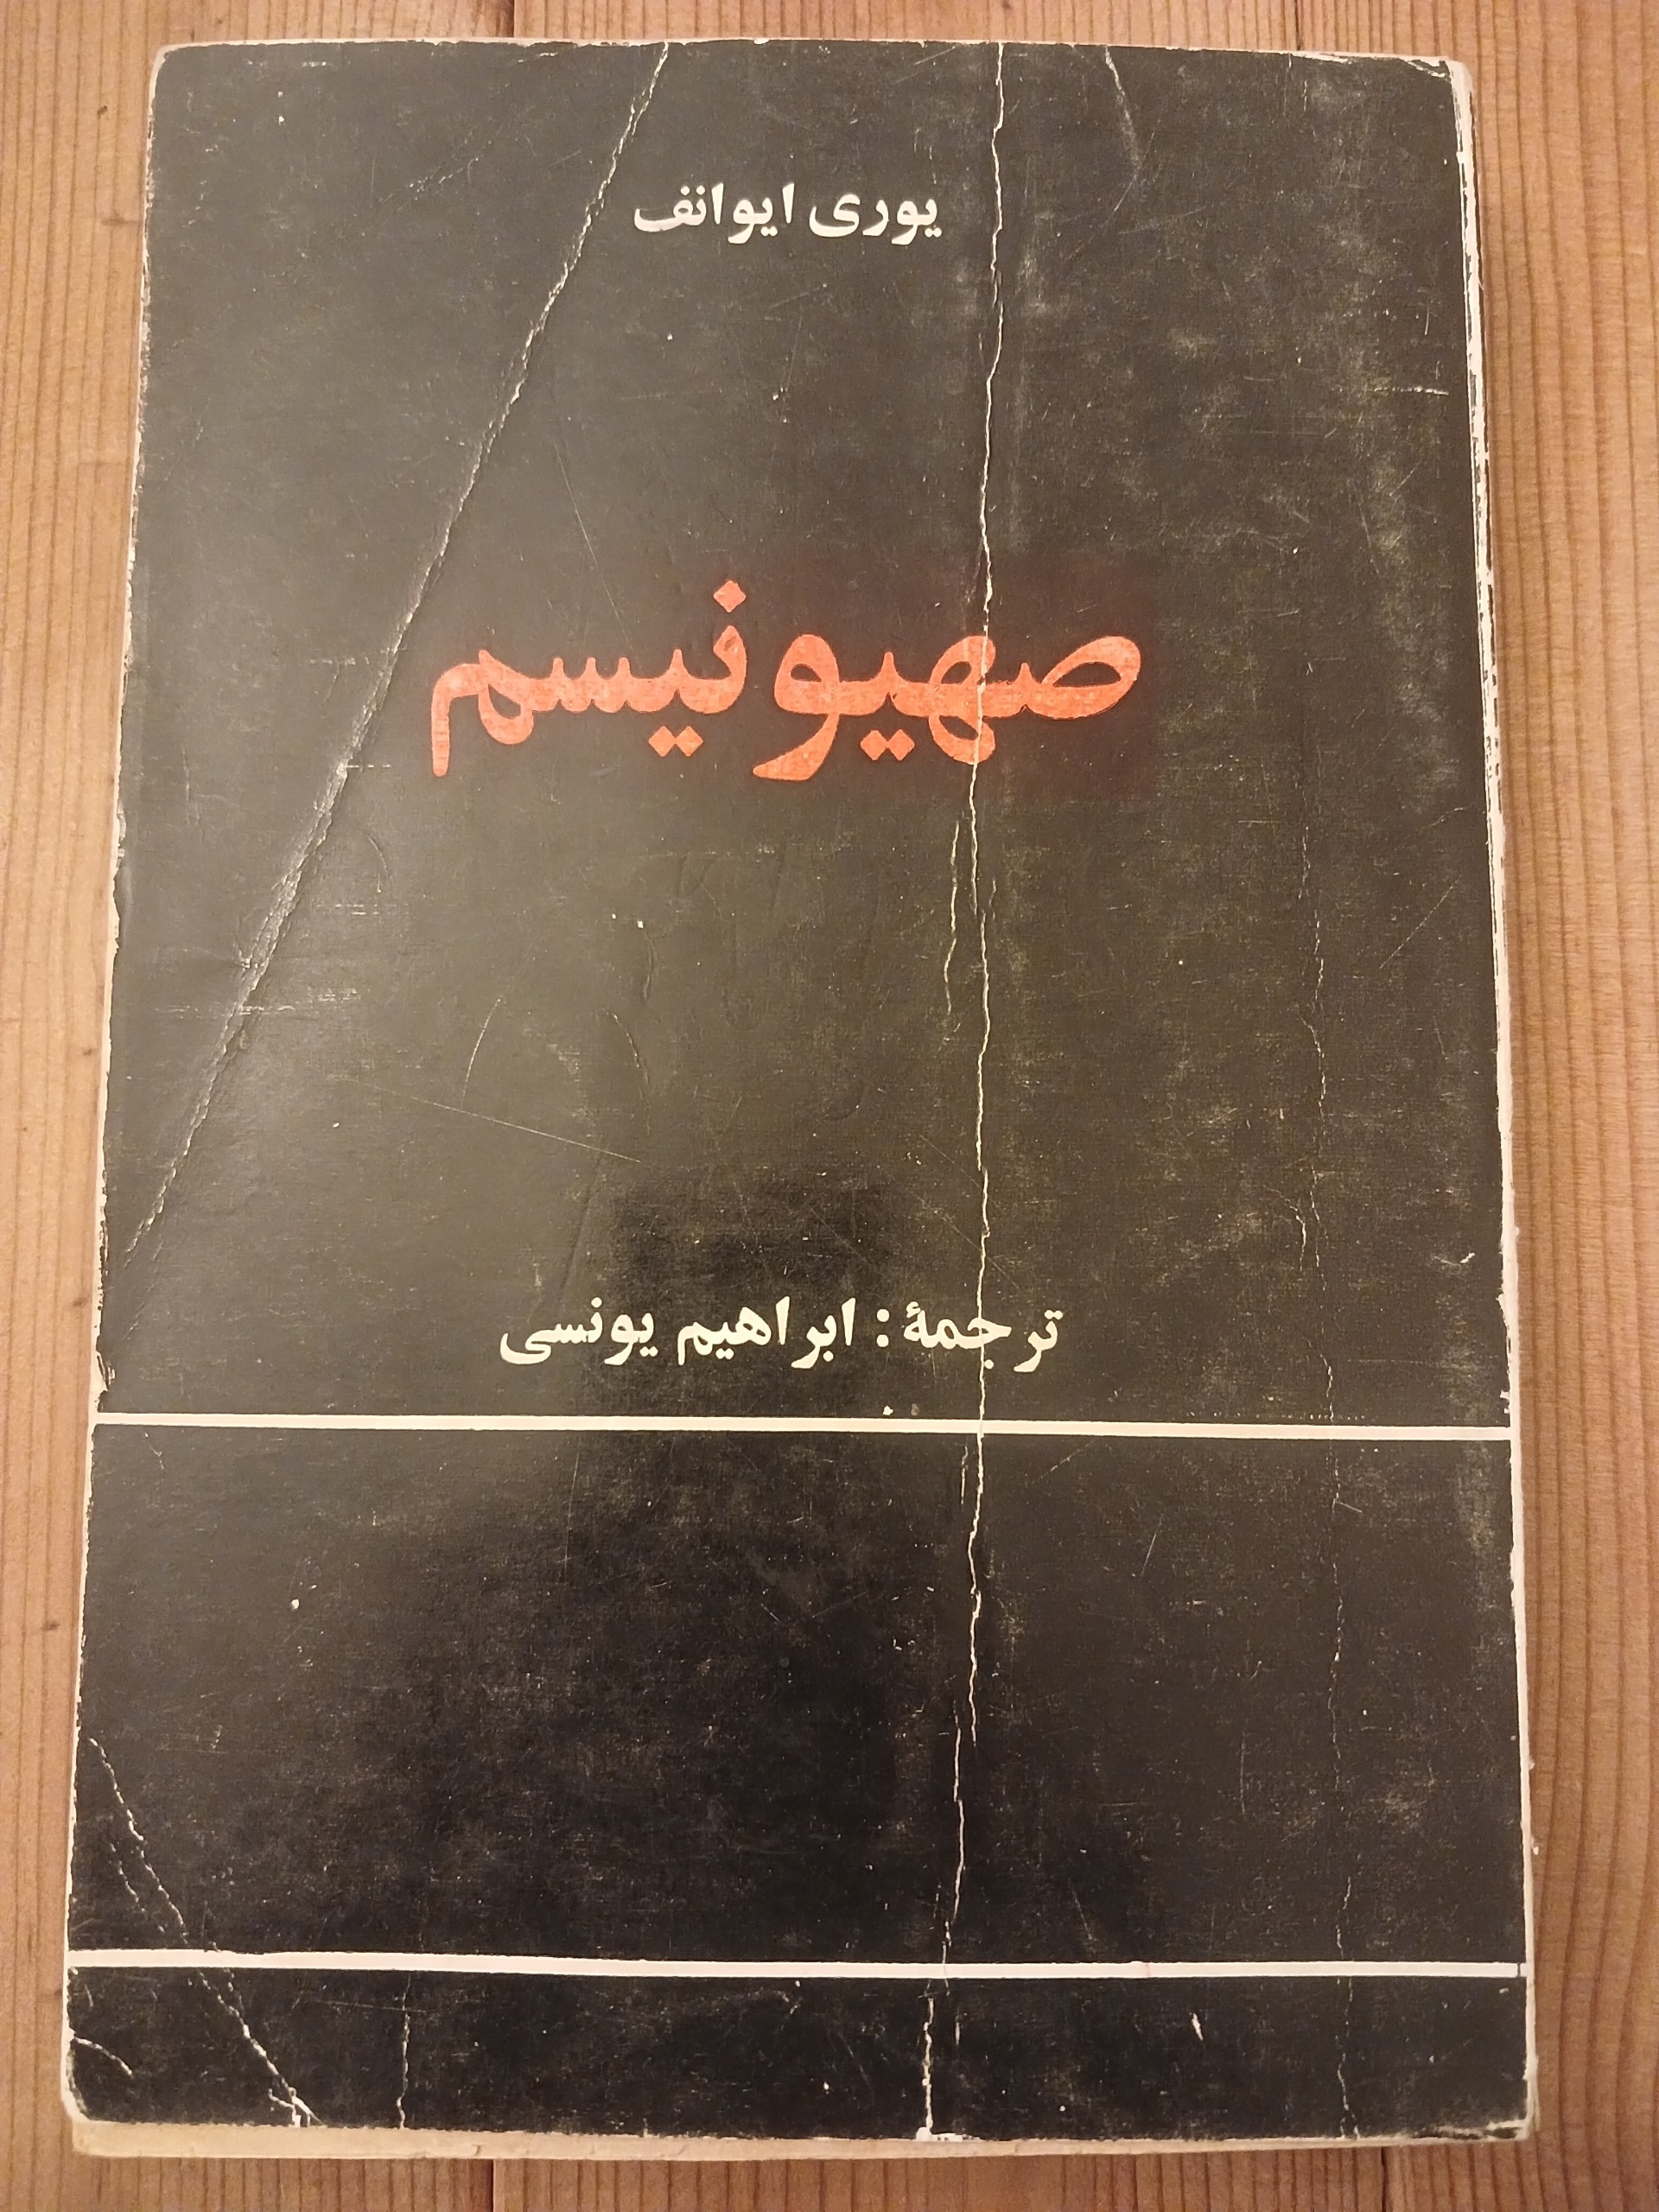 یوری ایوانف
صهیونیسم
ترجمهٔ: ابراهیم یونسی